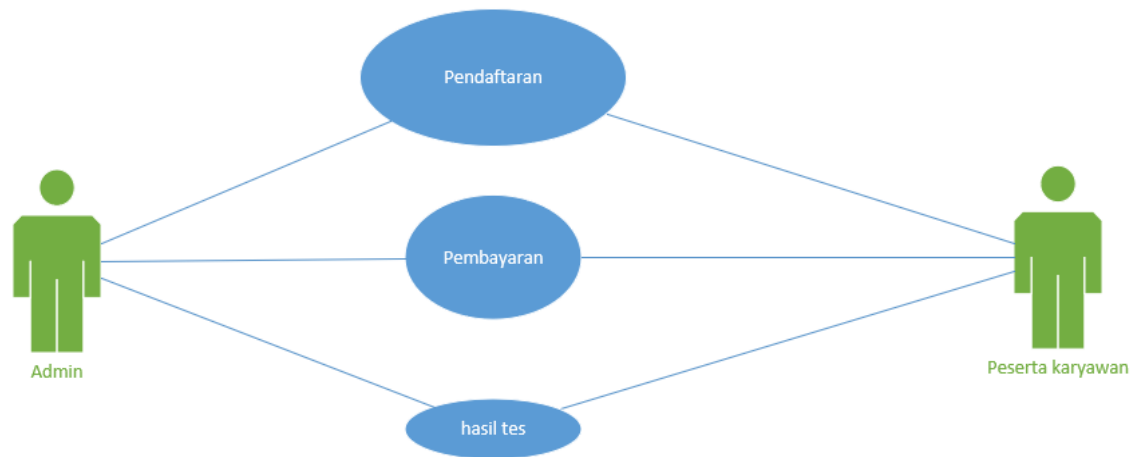 Pendaftaran
Pembayaran
Admin
Peserta karyawan
hasil tes